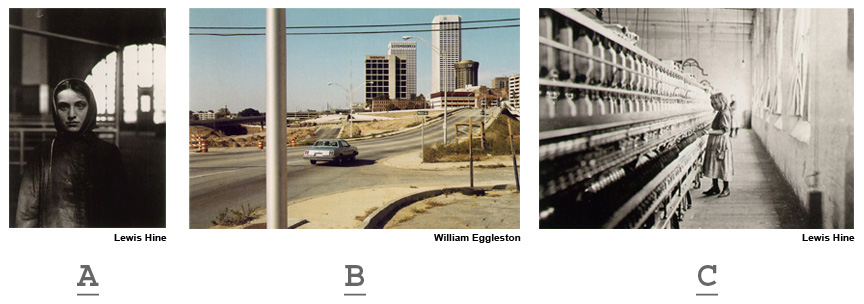 Lewis Hine
William Eggleston
Lewis Hine
A
B
C